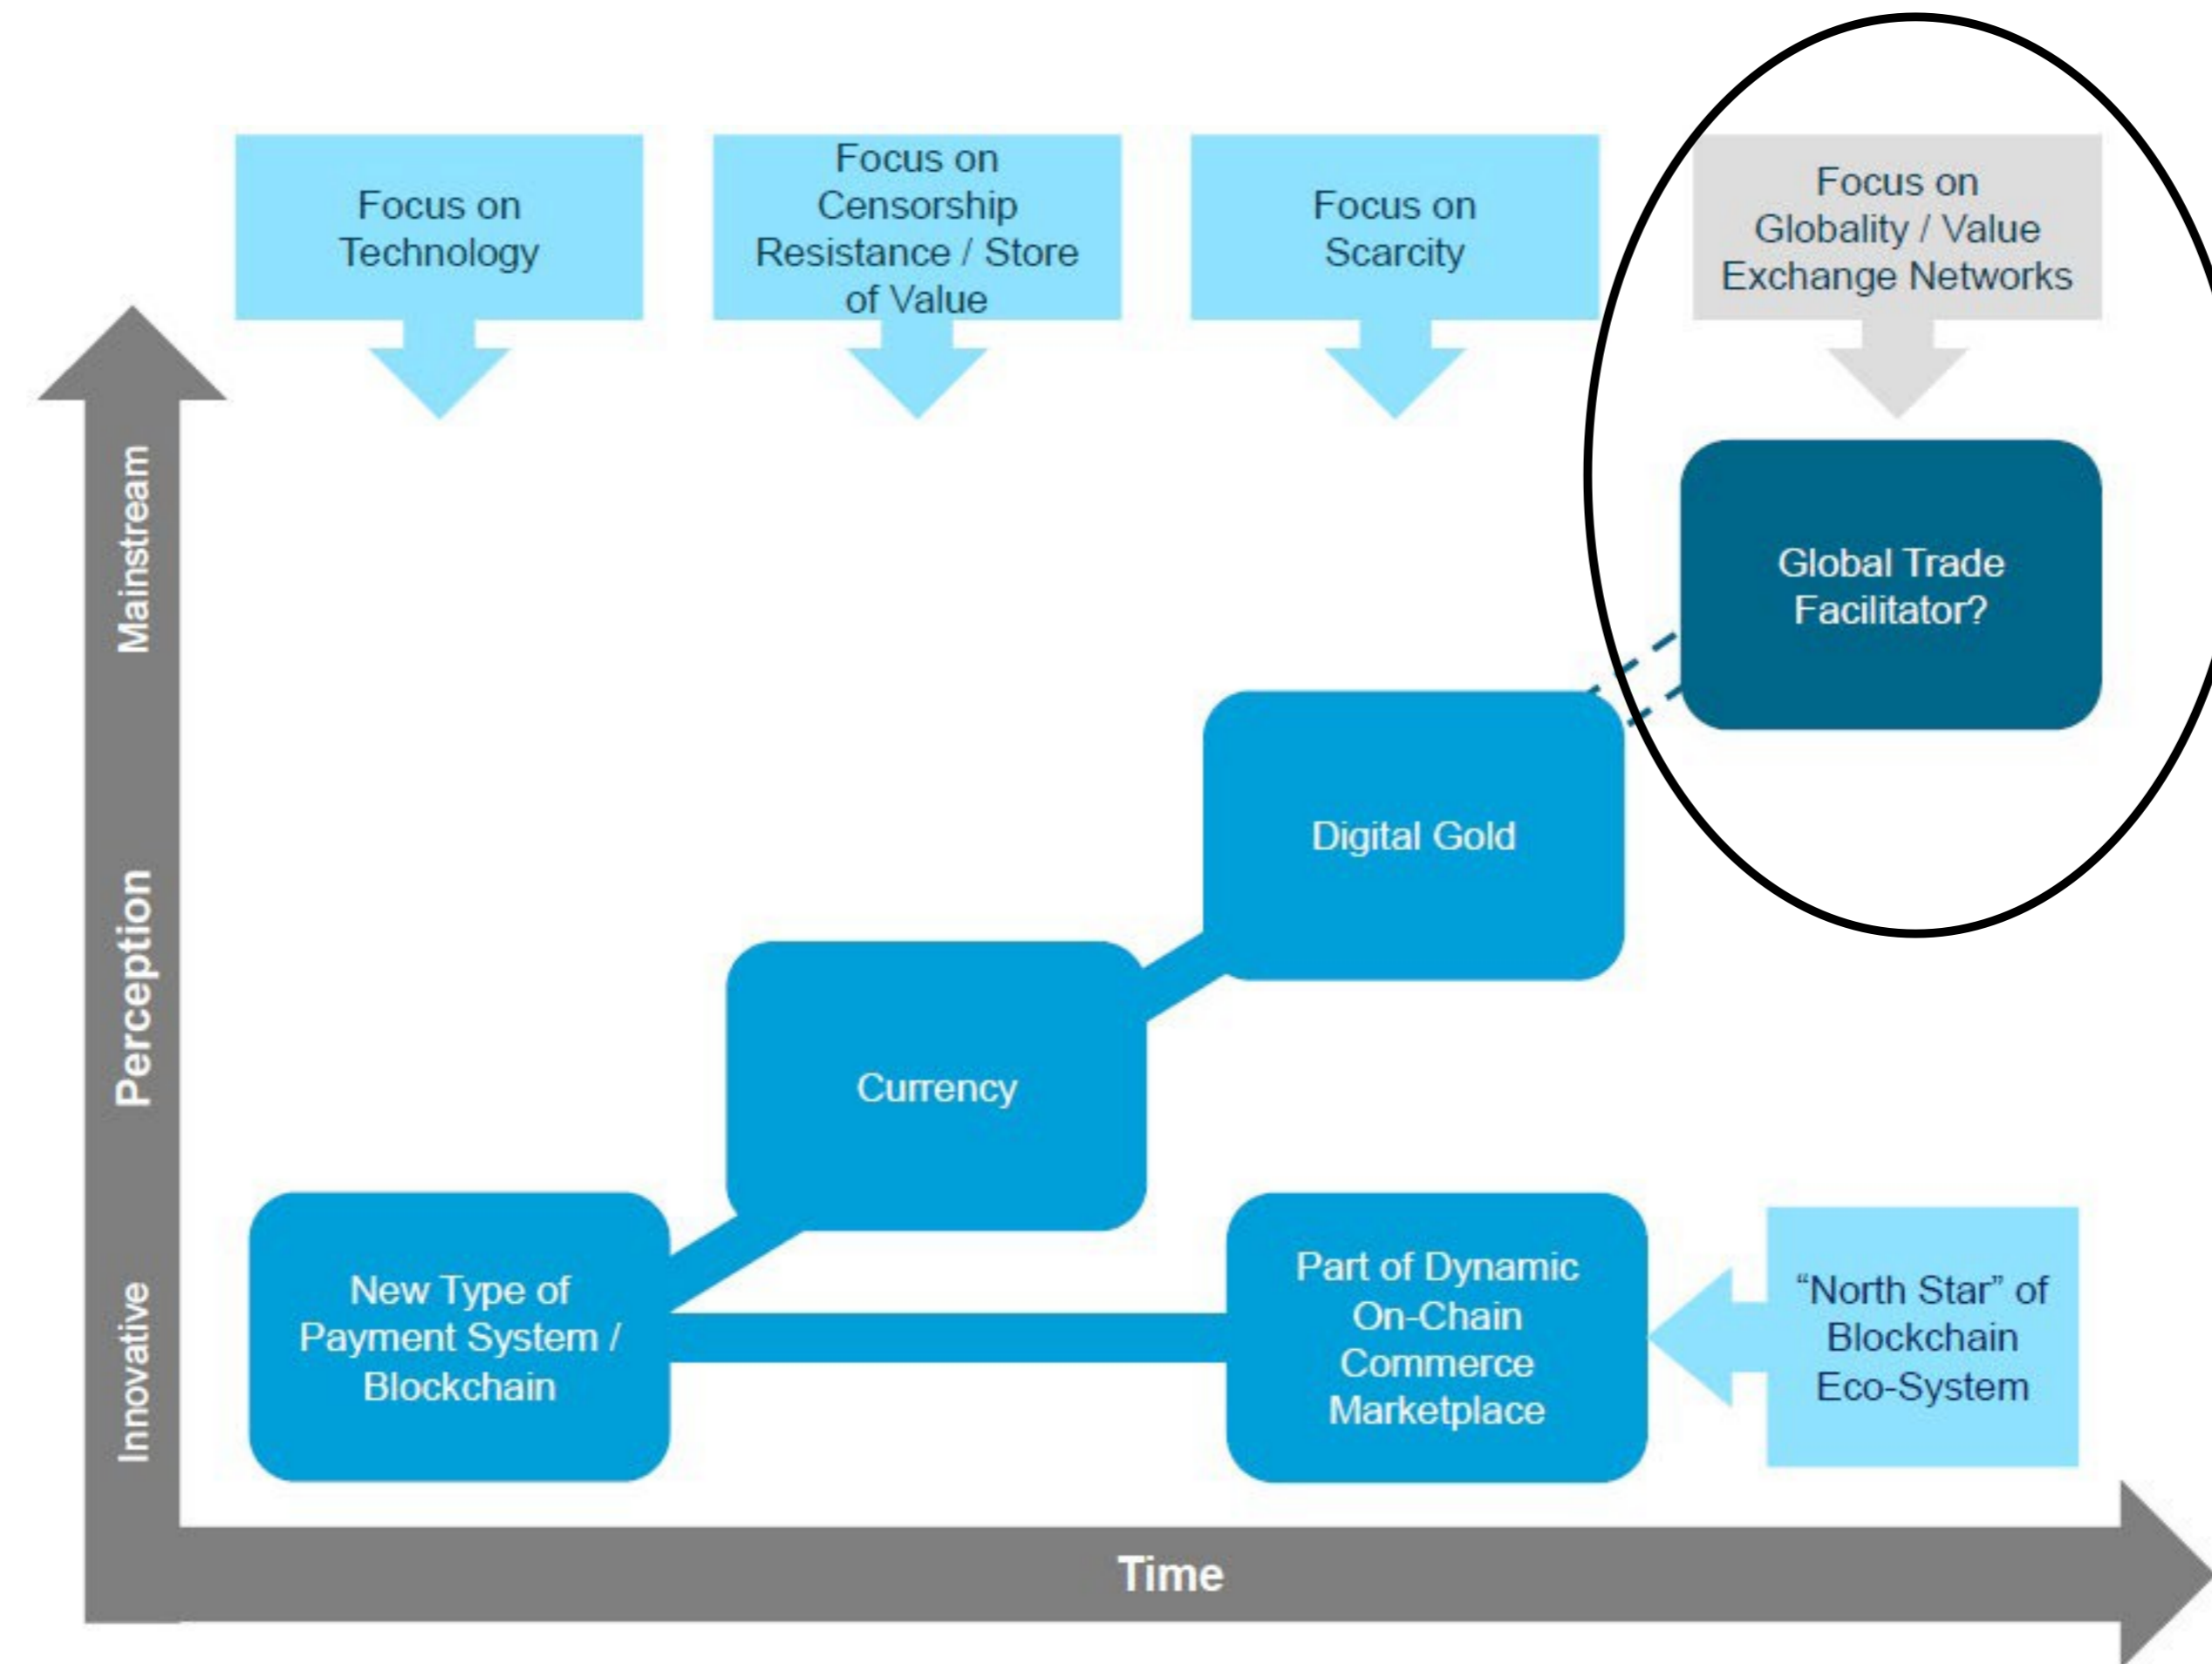 Focus on
Technology
Focus on
Censorship
Resistance / Store
of Value
Focus on
Scarcity
Focus on
Globality / Value
Exchange Networks
Mainstream
Perception
Innovative
Global Trade
Facilitator?
Digital Gold
Currency
New Type of
Payment System /
Blockchain
Part of Dynamic
On-Chain
Commerce
Marketplace
“North Star” of
Blockchain
Eco-System
Time